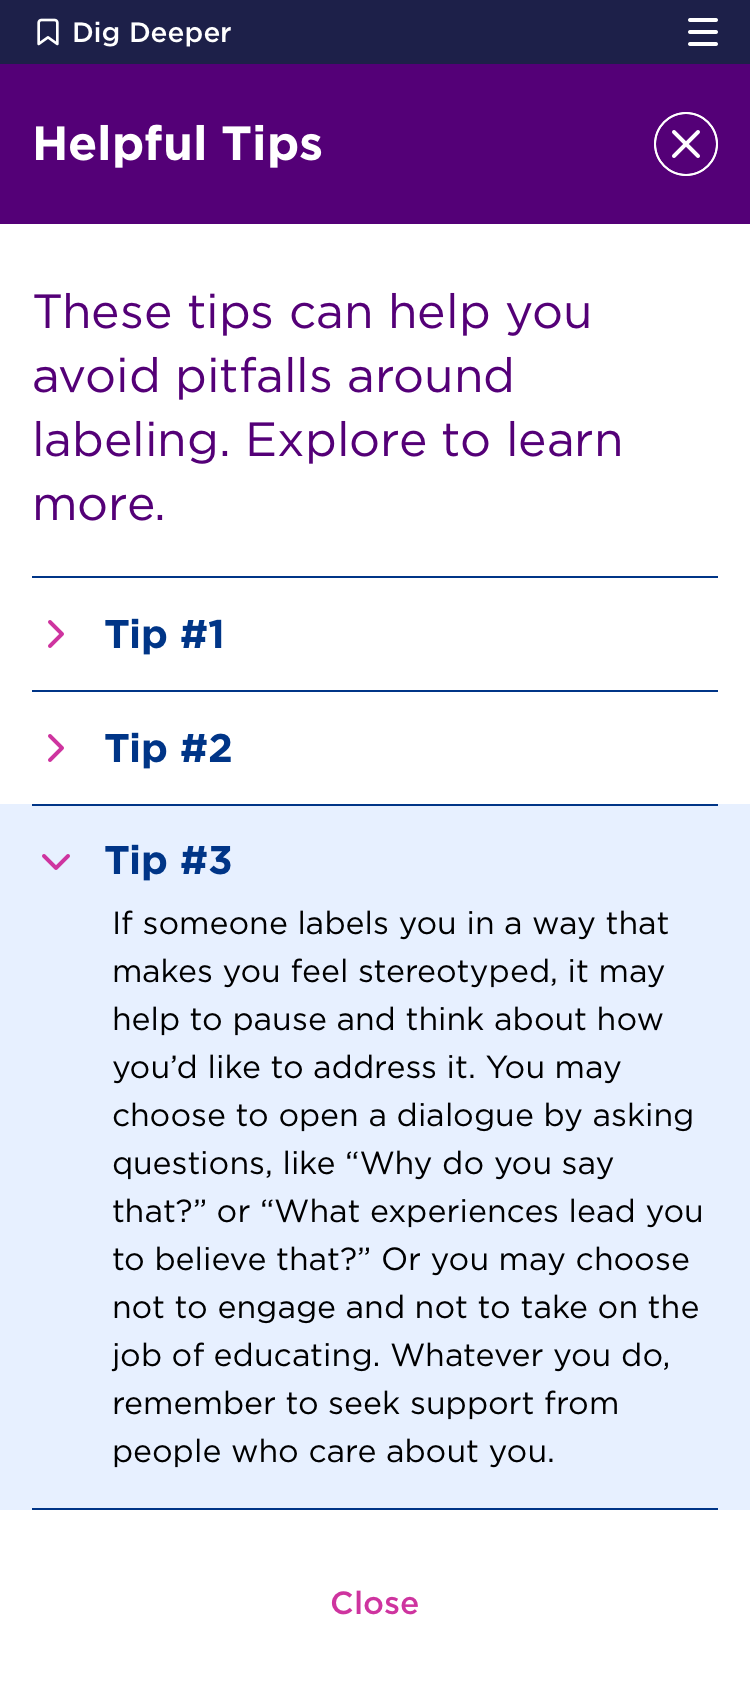 Dig Deeper
Helpful Tips
These tips can help you
avoid pitfalls around
labeling. Explore to learn
more.
Tip #1
Tip #2
Tip #3
If someone labels you in a way that
makes you feel stereotyped, it may
help to pause and think about how
you’d like to address it. You may
choose to open a dialogue by asking
questions, like “Why do you say
that?” or “What experiences lead you
to believe that?” Or you may choose
not to engage and not to take on the
job of educating. Whatever you do,
remember to seek support from
people who care about you.
Close